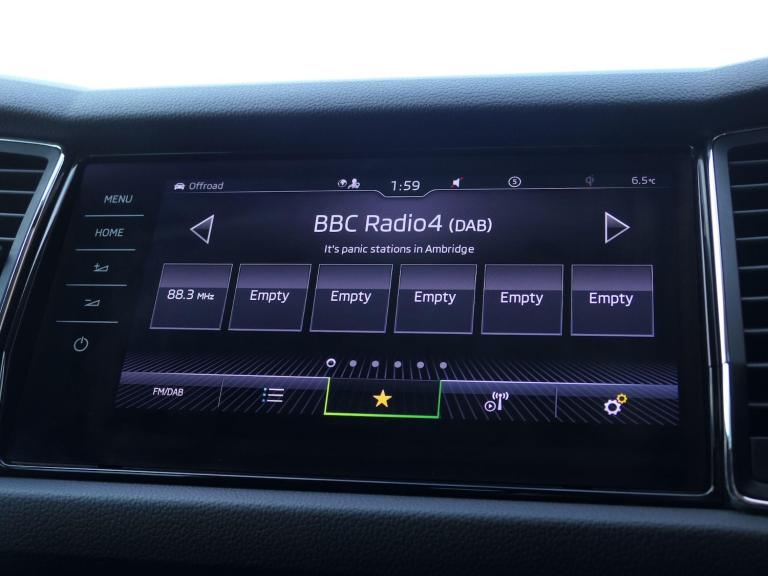 Offroad
1:59
5
6.5°C
MENU
HOME
BBC Radio4 (DAB)
It's panic stations in Ambridge
88.3 MHz
Empty
Empty
Empty
Empty
Empty
FM/DAB